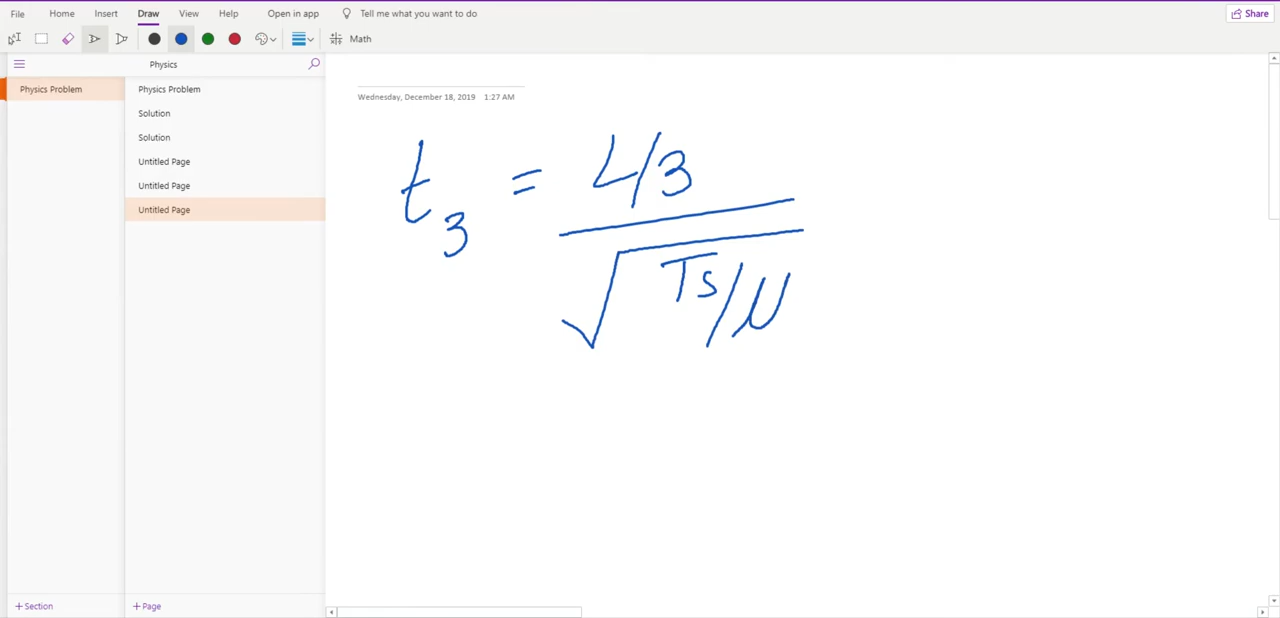 File Home Insert Draw View Help Open in app Tell me what you want to do Share
Math
Physics
Physics Problem
Physics Problem
Solution
Solution
Untitled Page
Untitled Page
Untitled Page
+ Section
+ Page
Wednesday, December 18, 2019 1:27 AM
t₃ = L/3
√Ts/μ